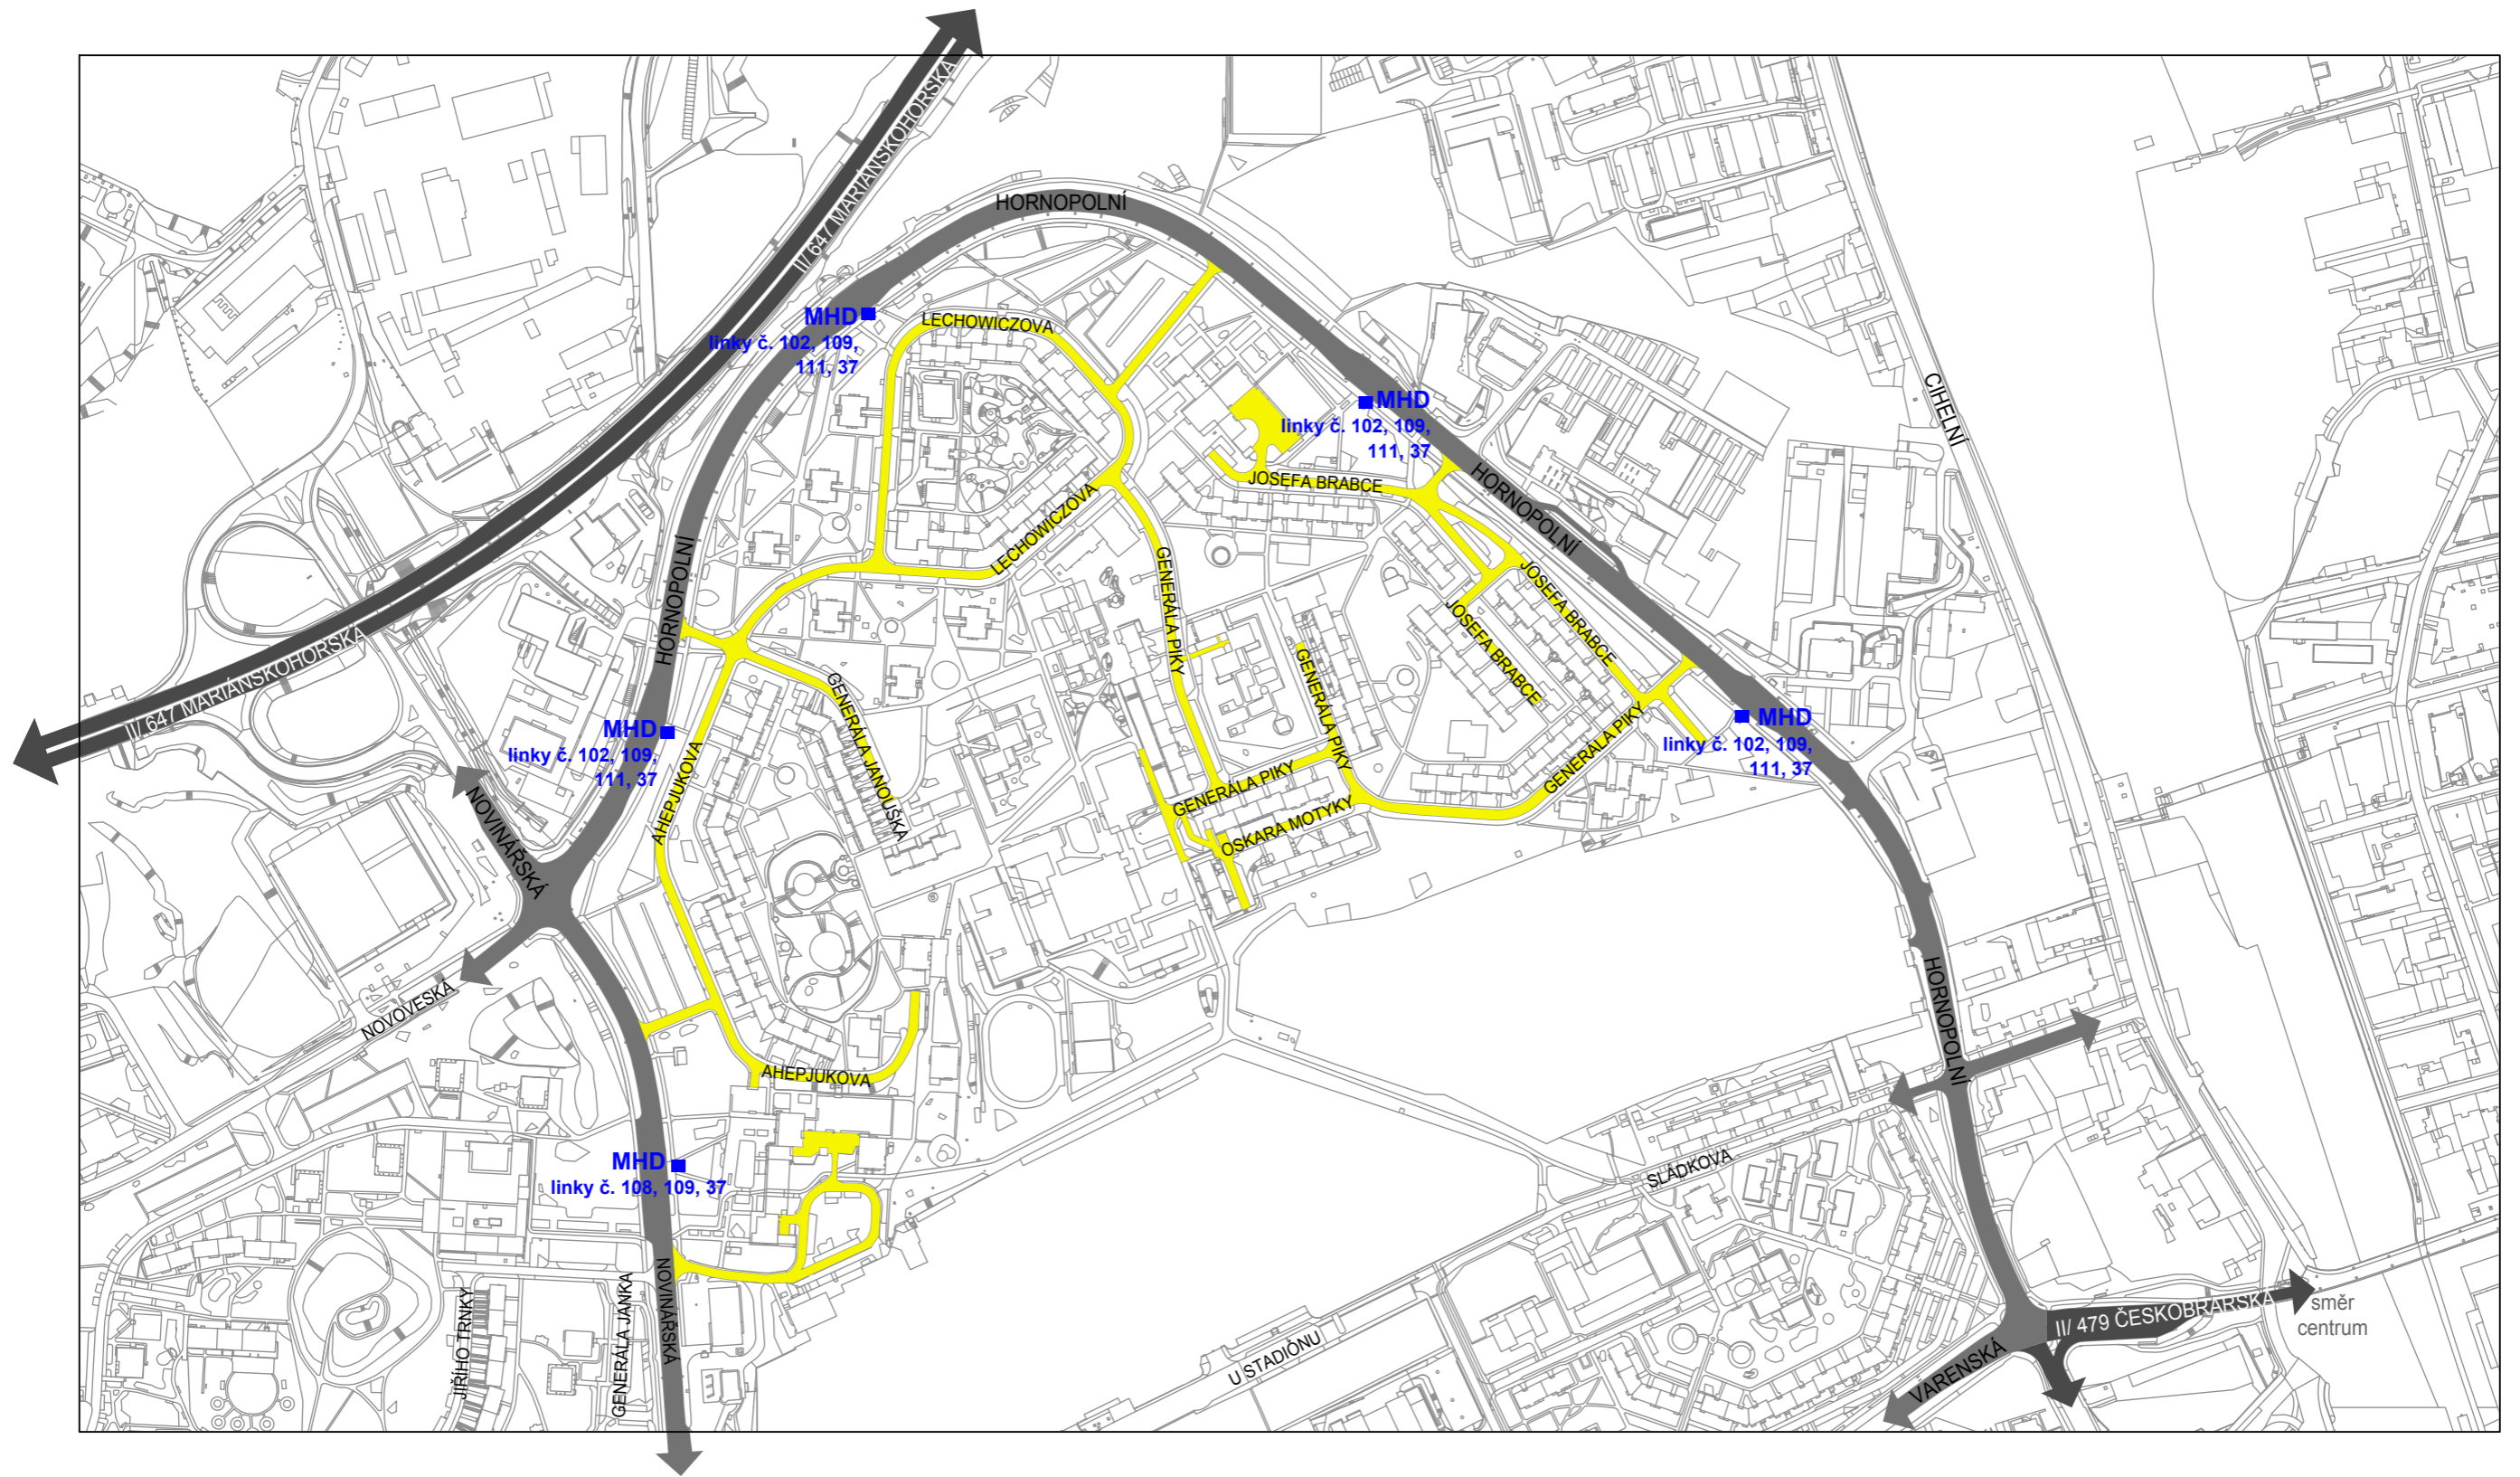 II/ 647 MARIÁNSKOHORSKÁ
HORNOPOLNÍ
MHD
linky č. 102, 109,
111, 37
LECHOWICZOVA
CIHELNÍ
MHD
linky č. 102, 109,
111, 37
JOSEFA BRABCE
HORNOPOLNÍ
LECHOWICZOVA
HORNOPOLNÍ
GENERÁLA PIKY
JOSEFA BRABCE
JOSEFA BRABCE
II/ 647 MARIÁNSKOHORSKÁ
GENERÁLA JANOUŠKA
GENERÁLA PIKY
MHD
linky č. 102, 109,
111, 37
MHD
linky č. 102, 109,
111, 37
AHEPJUKOVA
GENERÁLA PIKY
GENERÁLA PIKY
OSKARA MOTYKY
NOVINÁŘSKÁ
NOVOVESKÁ
HORNOPOLNÍ
AHEPJUKOVA
MHD
linky č. 108, 109, 37
SLÁDKOVA
NOVINÁŘSKÁ
GENERÁLA JANKA
JIŘÍHO TRNKY
U STADIÓNU
II/ 479 ČESKOBRARSKÁ
směr
centrum
VARENSKÁ